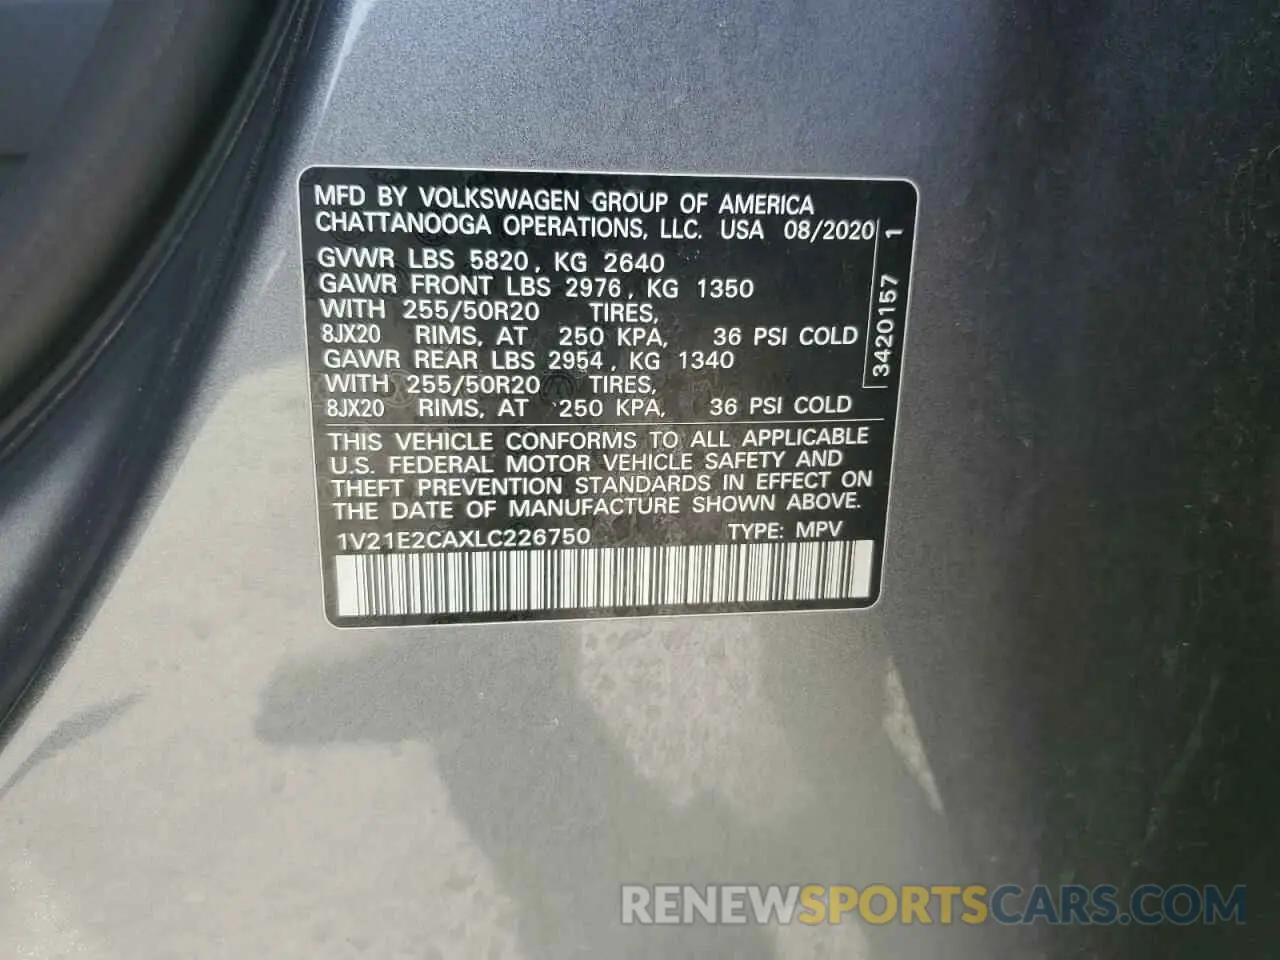 MFD BY VOLKSWAGEN GROUP OF AMERICA
CHATTANOOGA OPERATIONS, LLC. USA 08/2020
GVWR LBS 5820, KG 2640
GAWR FRONT LBS 2976, KG 1350
WITH 255/50R20 TIRES,
8JX20 RIMS, AT 250 KPA, 36 PSI COLD
GAWR REAR LBS 2954, KG 1340
WITH 255/50R20 TIRES,
8JX20 RIMS, AT 250 KPA, 36 PSI COLD
3420157 1
THIS VEHICLE CONFORMS TO ALL APPLICABLE
U.S. FEDERAL MOTOR VEHICLE SAFETY AND
THEFT PREVENTION STANDARDS IN EFFECT ON
THE DATE OF MANUFACTURE SHOWN ABOVE.
1V21E2CAXLC226750 TYPE: MPV
RENEWSPORTSCARS.COM